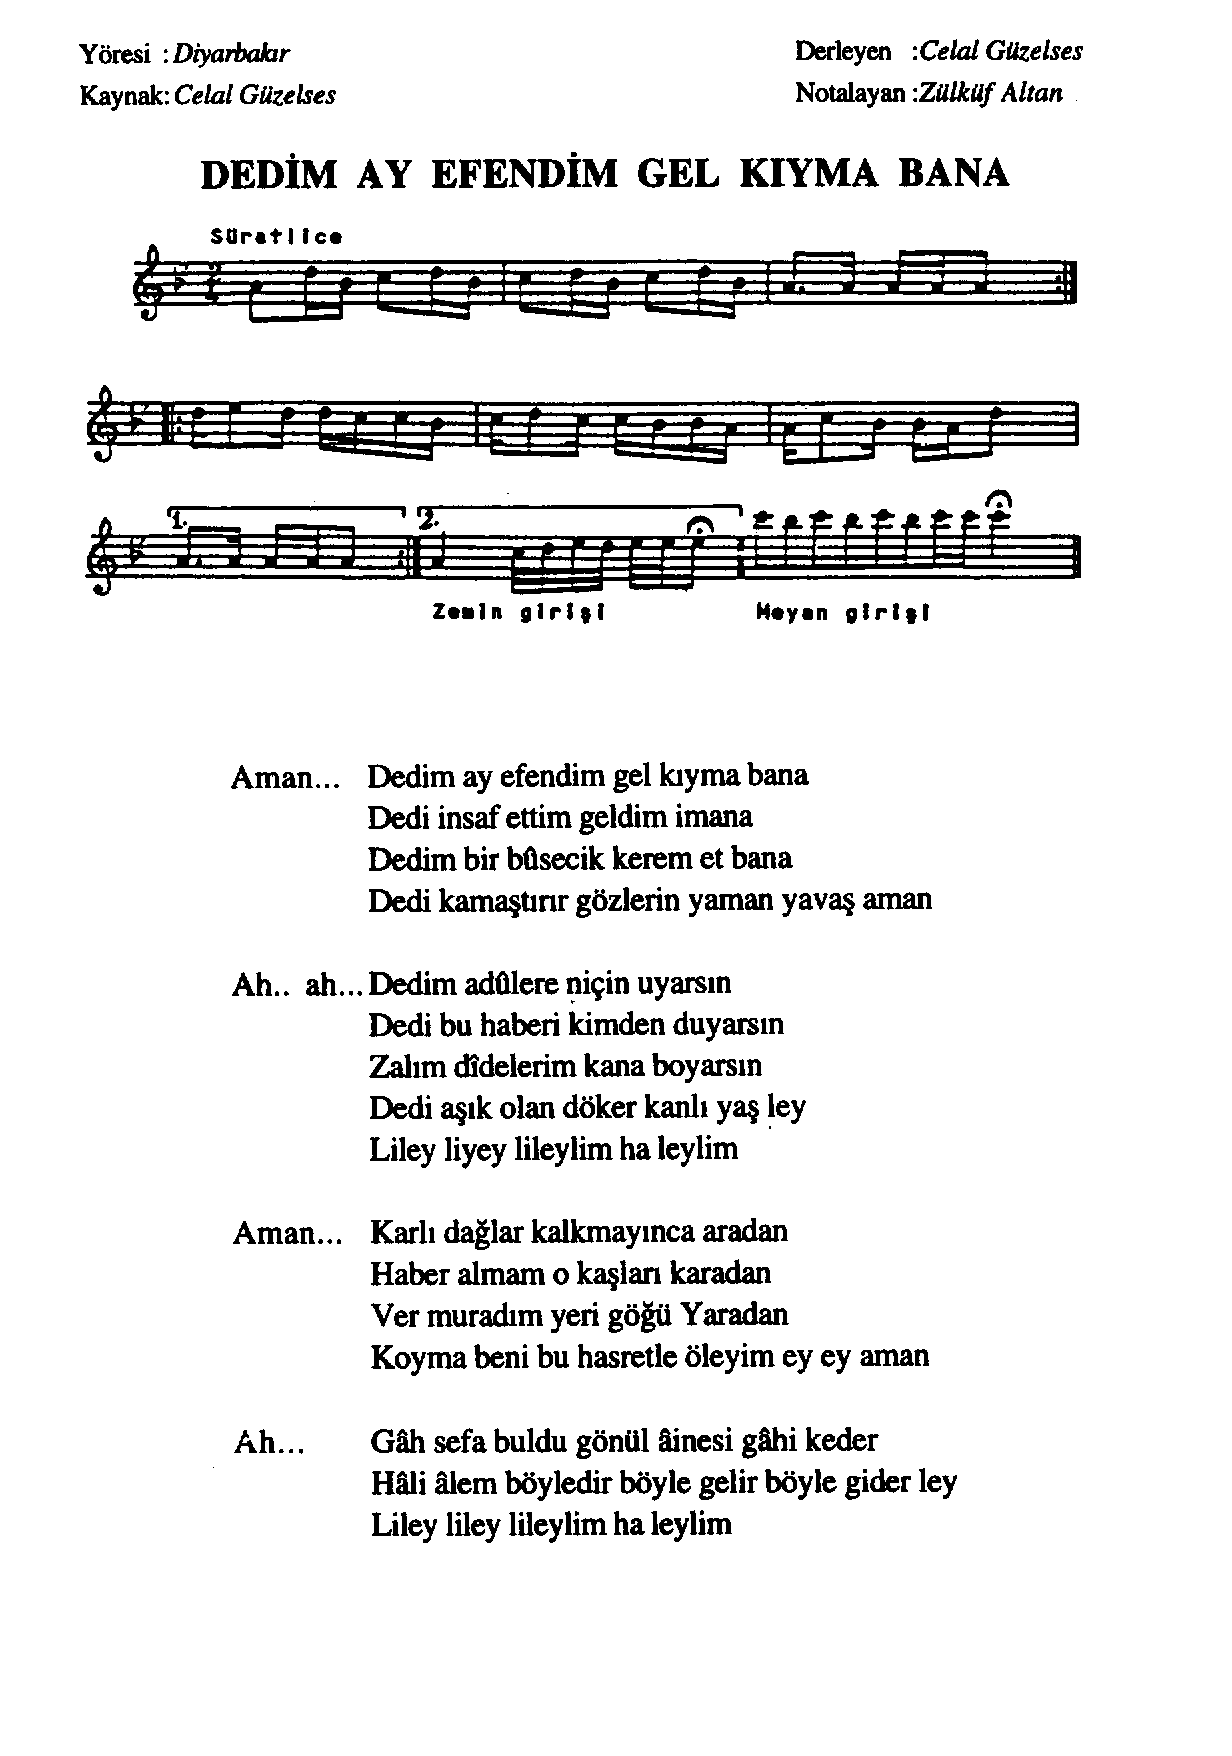 Yöresi : Diyarbakır
Derleyen : Celal Güzelses
Kaynak: Celal Güzelses
Notalayan : Zülküf Altan
DEDİM AY EFENDİM GEL KIYMA BANA
Süratlice
1.
2.
Zemin girişi
Meyan girişi
Aman... Dedim ay efendim gel kıyma bana
Dedi insaf ettim geldim imana
Dedim bir bûsecik kerem et bana
Dedi kamaştırır gözlerin yaman yavaş aman
Ah.. ah... Dedim adûlere niçin uyarsın
Dedi bu haberi kimden duyarsın
Zalım dîdelerim kana boyarsın
Dedi aşık olan döker kanlı yaş ley
Liley liyey lileylim ha leylim
Aman... Karlı dağlar kalkmayınca aradan
Haber almam o kaşları karadan
Ver muradım yeri göğü Yaradan
Koyma beni bu hasretle öleyim ey ey aman
Ah... Gâh sefa buldu gönül âinesi gâhi keder
Hâli âlem böyledir böyle gelir böyle gider ley
Liley liley lileylim ha leylim